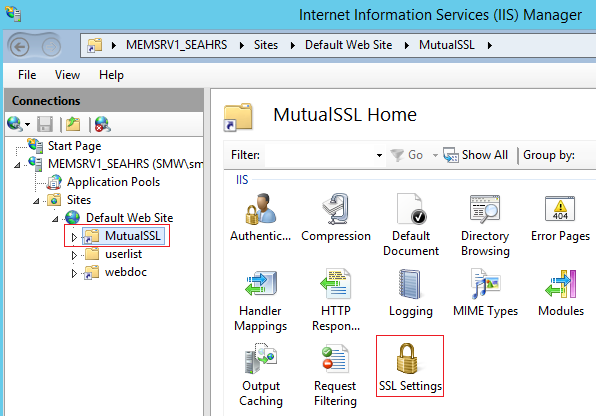 Internet Information Services (IIS) Manager
MEMSRV1_SEAHRS Sites Default Web Site MutualSSL
File View Help
Connections
Start Page
MEMSRV1_SEAHRS (SMW\sm
Application Pools
Sites
Default Web Site
MutualSSL
userlist
webdoc
MutualSSL Home
Filter: Go Show All Group by:
IIS
Authentic... Compression Default Document Directory Browsing Error Pages
404
Handler Mappings HTTP Respon... Logging MIME Types Modules
Output Caching Request Filtering SSL Settings